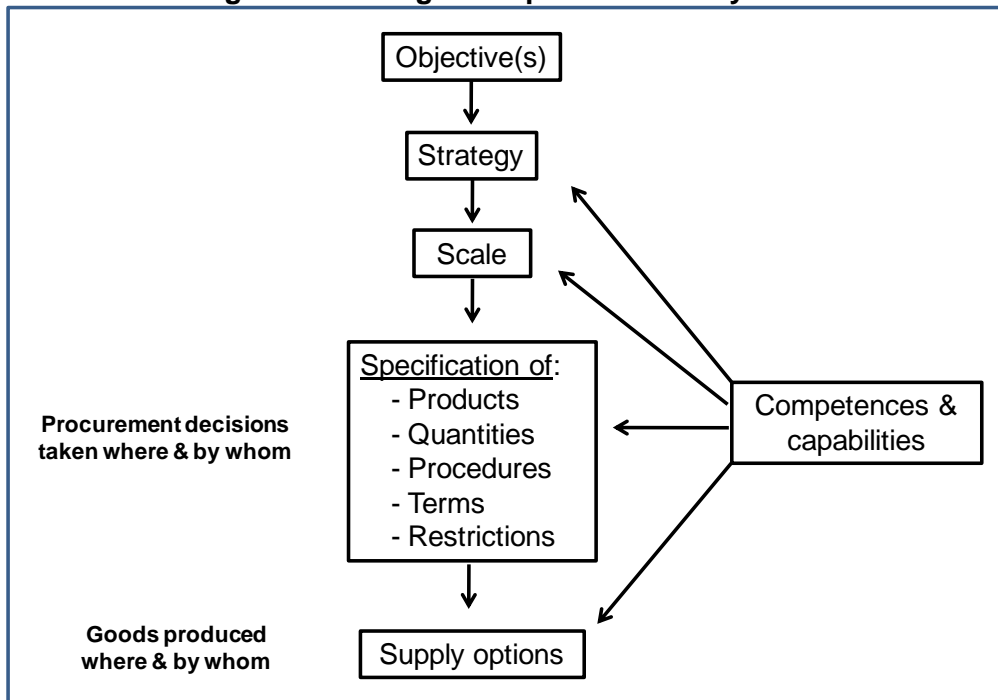 Objective(s)
Strategy
Scale
Specification of:
- Products
- Quantities
- Procedures
- Terms
- Restrictions
Procurement decisions
taken where & by whom
Competences &
capabilities
Goods produced
where & by whom
Supply options